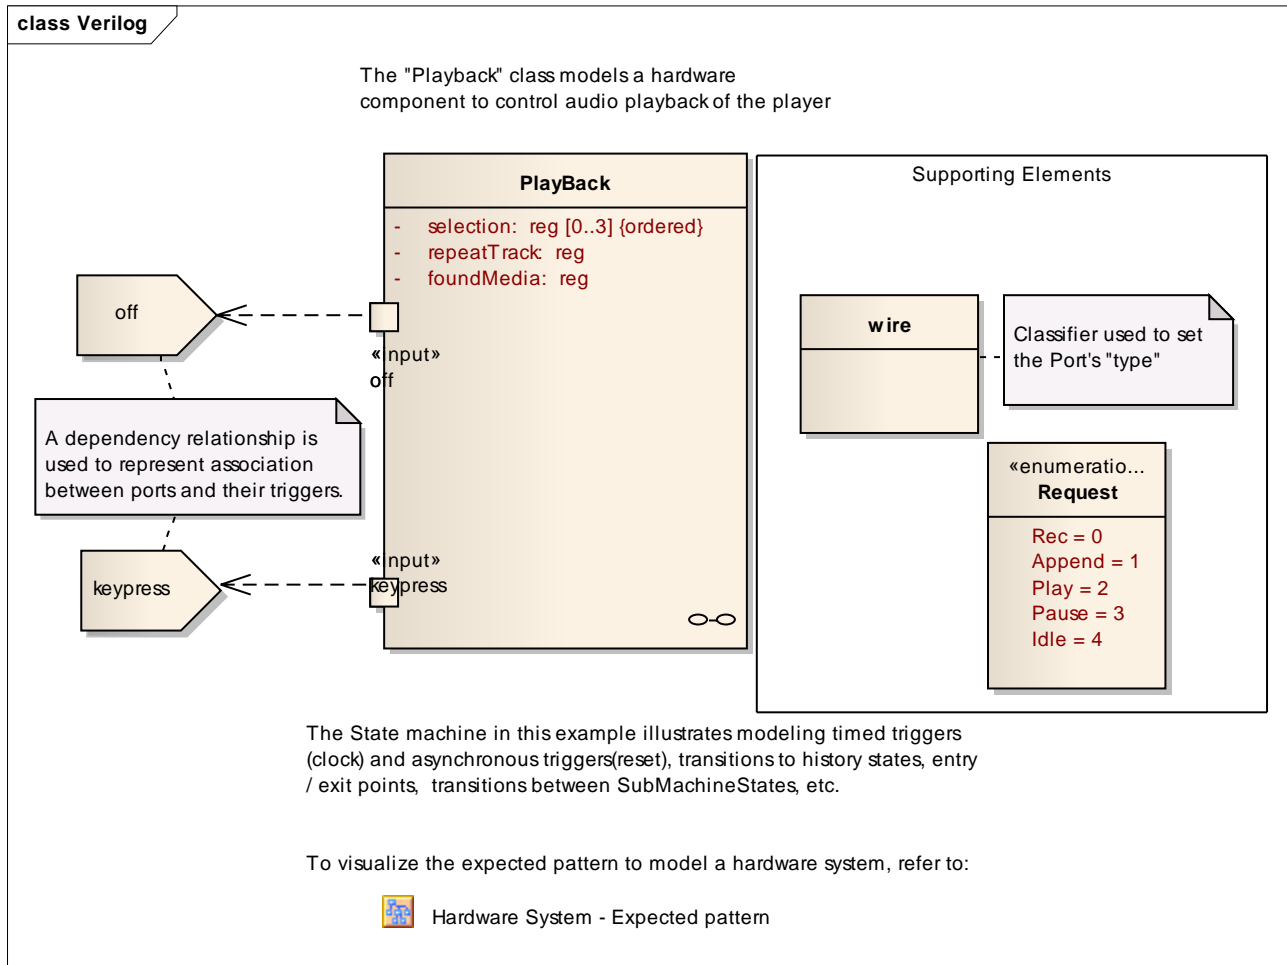 class Verilog
The "Playback" class models a hardware
component to control audio playback of the player
PlayBack
- selection: reg [0..3] {ordered}
- repeatTrack: reg
- foundMedia: reg
off
«input»
off
A dependency relationship is
used to represent association
between ports and their triggers.
keypress
«input»
keypress
Supporting Elements
wire
Classifier used to set
the Port's "type"
«enumeratio...
Request
Rec = 0
Append = 1
Play = 2
Pause = 3
Idle = 4
The State machine in this example illustrates modeling timed triggers
(clock) and asynchronous triggers(reset), transitions to history states, entry
/ exit points, transitions between SubMachineStates, etc.
To visualize the expected pattern to model a hardware system, refer to:
Hardware System - Expected pattern